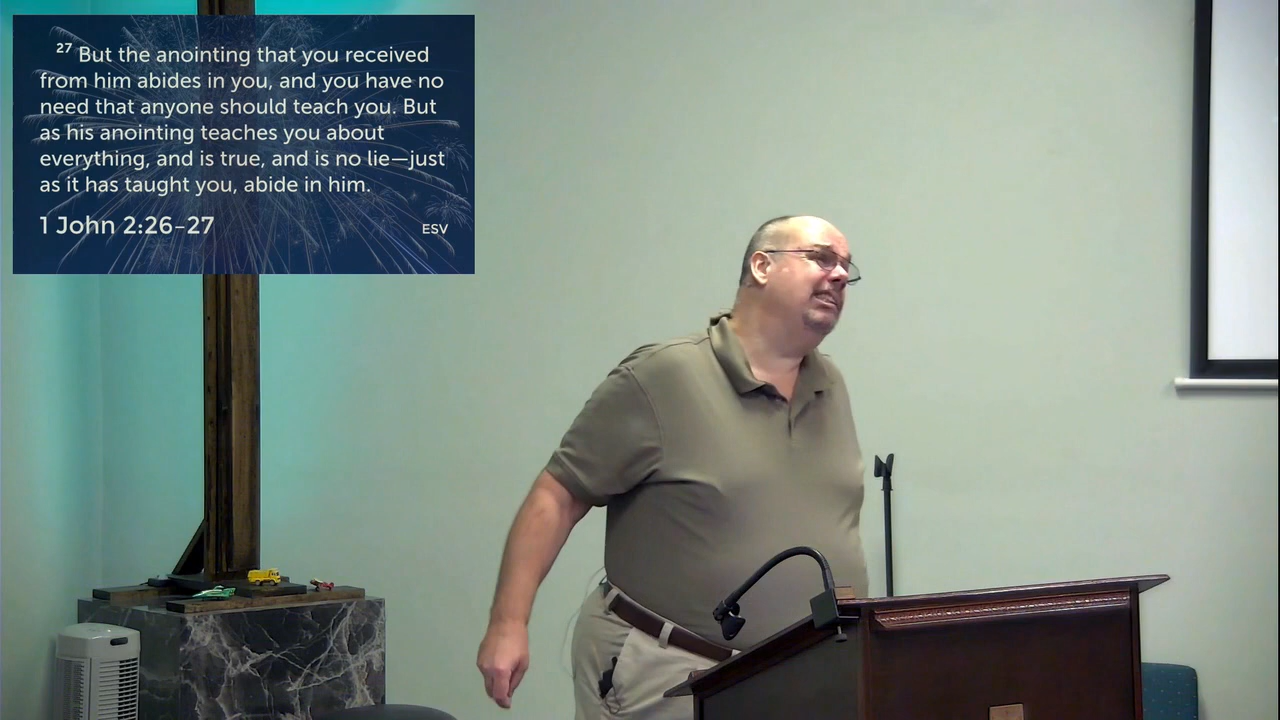 27 But the anointing that you received
from him abides in you, and you have no
need that anyone should teach you. But
as his anointing teaches you about
everything, and is true, and is no lie—just
as it has taught you, abide in him.
1 John 2:26-27 ESV